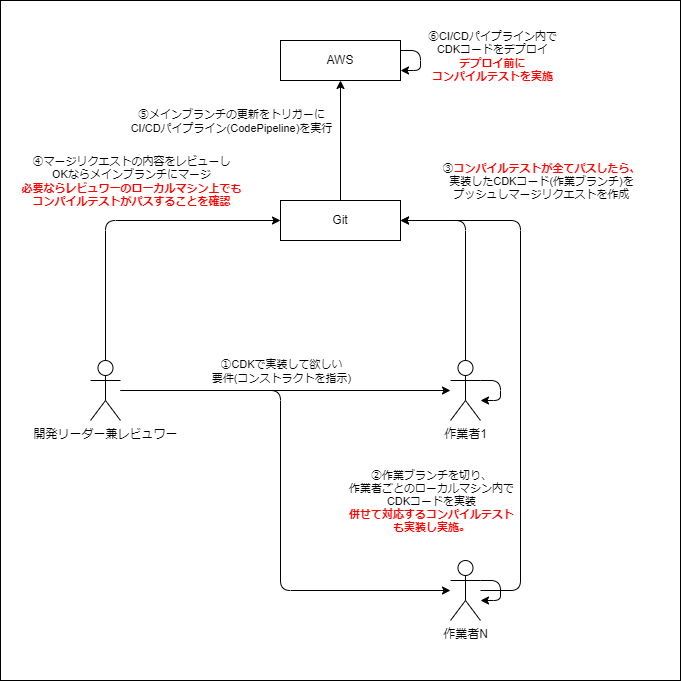 ⑥CI/CDパイプライン内で
CDKコードをデプロイ
デプロイ前に
コンパイルテストを実施
AWS
⑤メインブランチの更新をトリガーに
CI/CDパイプライン(CodePipeline)を実行
④マージリクエストの内容をレビューし
OKならメインブランチにマージ
必要ならレビュワーのローカルマシン上でも
コンパイルテストがパスすることを確認
③コンパイルテストが全てパスしたら、
実装したCDKコード(作業ブランチ)を
プッシュしマージリクエストを作成
Git
①CDKで実装して欲しい
要件(コンストラクトを指示)
開発リーダー兼レビュワー
作業者1
②作業ブランチを切り、
作業者ごとのローカルマシン内で
CDKコードを実装
併せて対応するコンパイルテスト
も実装し実施。
作業者N